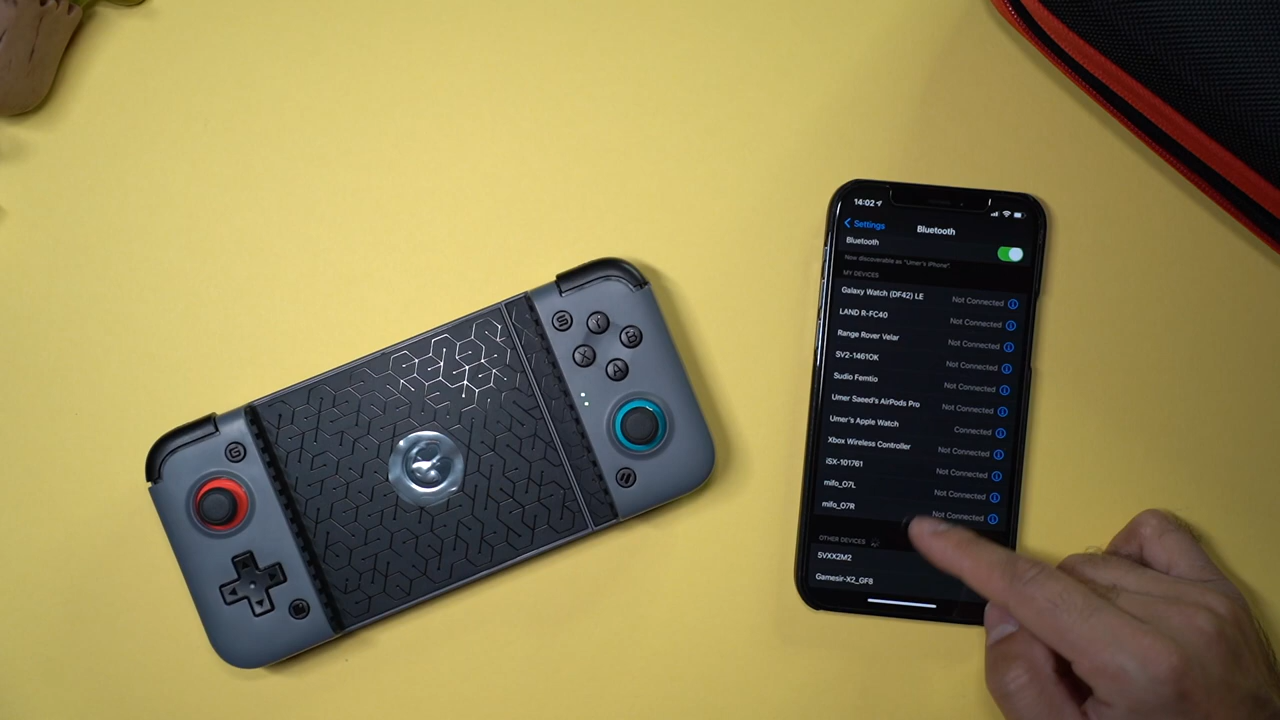 14:02
Settings
Bluetooth
Bluetooth
Now discoverable as "Umer's iPhone".
MY DEVICES
Galaxy Watch (DF42) LE Not Connected
LAND R-FC40 Not Connected
Range Rover Velar Not Connected
SV2-14610K Not Connected
Sudio Femtio Not Connected
Umer Saeed's AirPods Pro Not Connected
Umer's Apple Watch Connected
Xbox Wireless Controller Not Connected
iSX-101761 Not Connected
mifo_O7L Not Connected
mifo_O7R Not Connected
OTHER DEVICES
5VXX2M2
Gamesir-X2_GF8
S
Y
B
X
A
G